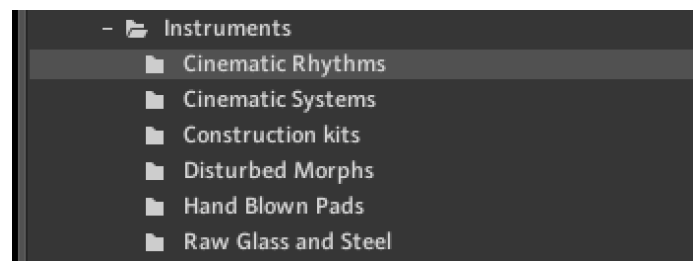 Instruments
Cinematic Rhythms
Cinematic Systems
Construction kits
Disturbed Morphs
Hand Blown Pads
Raw Glass and Steel